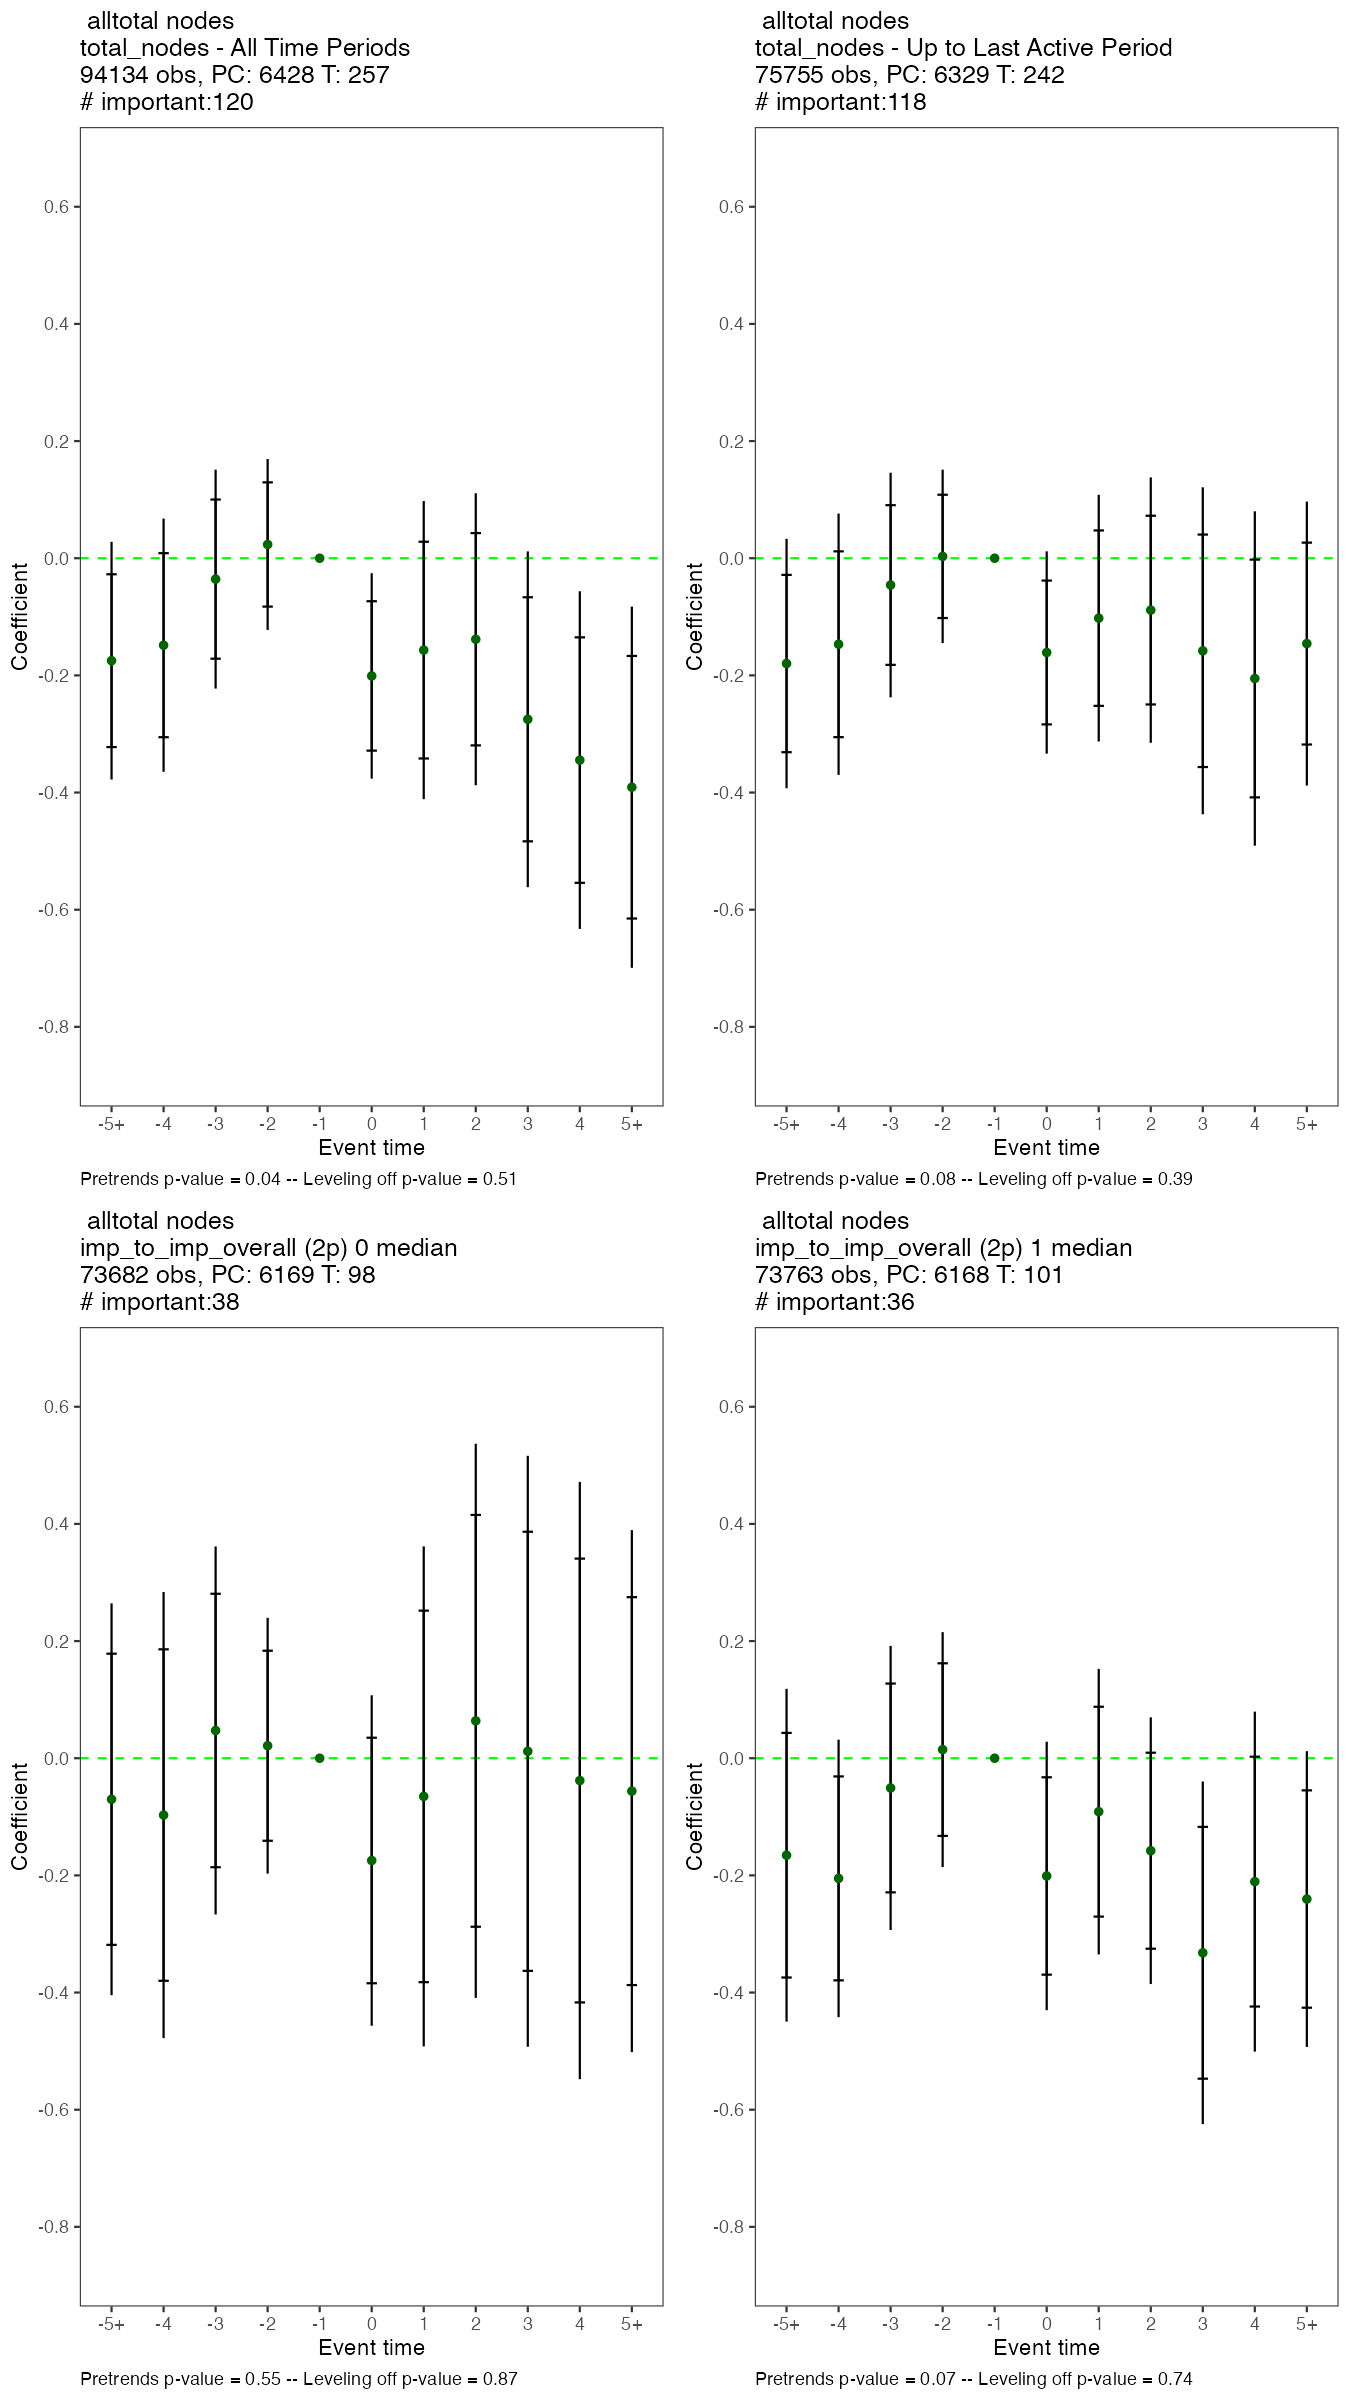 alltotal nodes
total_nodes - All Time Periods
94134 obs, PC: 6428 T: 257
# important:120
0.6
0.4
0.2
0.0
-0.2
-0.4
-0.6
-0.8
Coefficient
-5+ -4 -3 -2 -1 0 1 2 3 4 5+
Event time
Pretrends p-value = 0.04 -- Leveling off p-value = 0.51
alltotal nodes
total_nodes - Up to Last Active Period
75755 obs, PC: 6329 T: 242
# important:118
0.6
0.4
0.2
0.0
-0.2
-0.4
-0.6
-0.8
Coefficient
-5+ -4 -3 -2 -1 0 1 2 3 4 5+
Event time
Pretrends p-value = 0.08 -- Leveling off p-value = 0.39
alltotal nodes
imp_to_imp_overall (2p) 0 median
73682 obs, PC: 6169 T: 98
# important:38
0.6
0.4
0.2
0.0
-0.2
-0.4
-0.6
-0.8
Coefficient
-5+ -4 -3 -2 -1 0 1 2 3 4 5+
Event time
Pretrends p-value = 0.55 -- Leveling off p-value = 0.87
alltotal nodes
imp_to_imp_overall (2p) 1 median
73763 obs, PC: 6168 T: 101
# important:36
0.6
0.4
0.2
0.0
-0.2
-0.4
-0.6
-0.8
Coefficient
-5+ -4 -3 -2 -1 0 1 2 3 4 5+
Event time
Pretrends p-value = 0.07 -- Leveling off p-value = 0.74